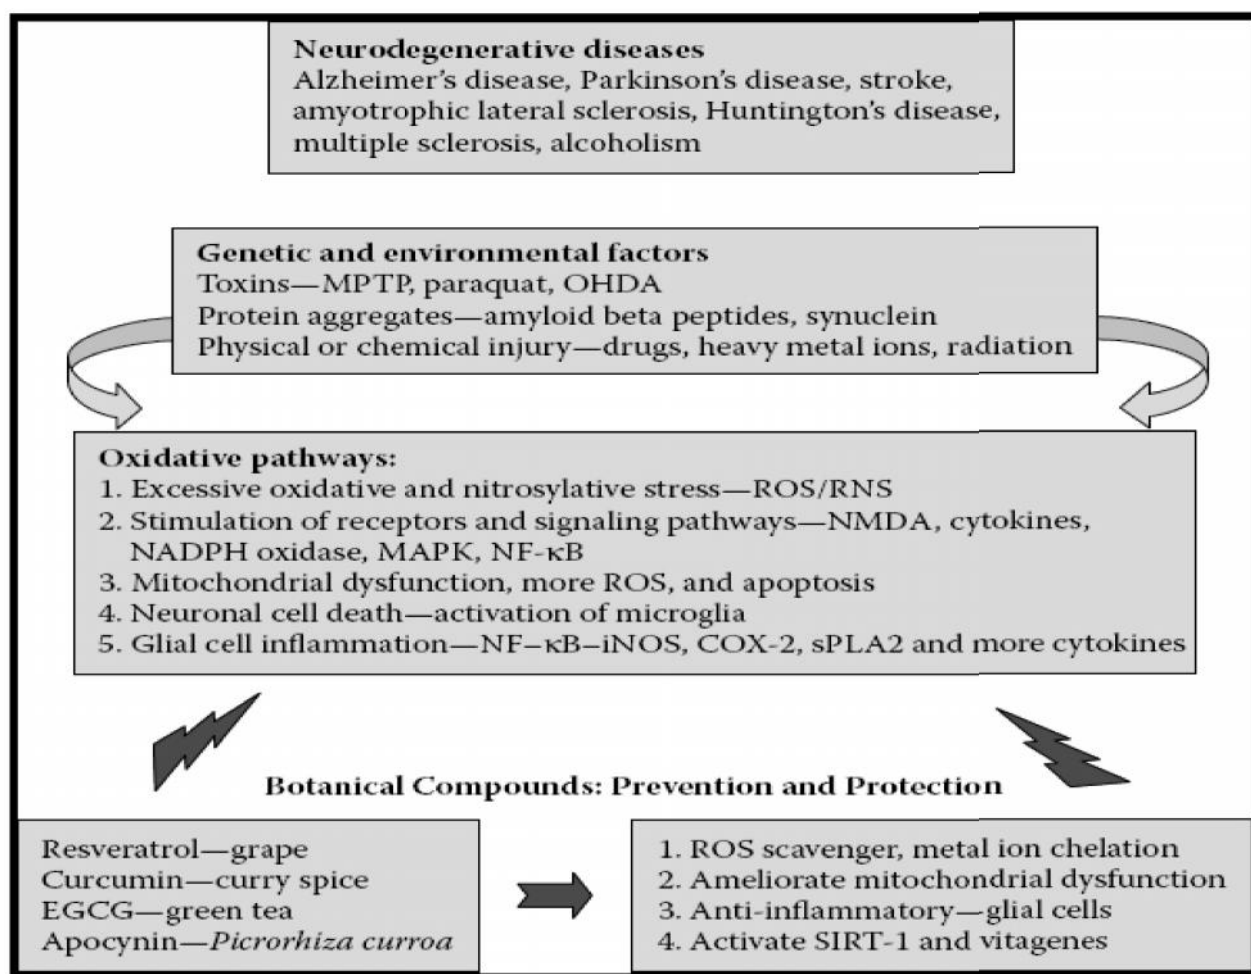 Neurodegenerative diseases
Alzheimer's disease, Parkinson's disease, stroke,
amyotrophic lateral sclerosis, Huntington's disease,
multiple sclerosis, alcoholism
Genetic and environmental factors
Toxins—MPTP, paraquat, OHDA
Protein aggregates—amyloid beta peptides, synuclein
Physical or chemical injury—drugs, heavy metal ions, radiation
Oxidative pathways:
1. Excessive oxidative and nitrosylative stress—ROS/RNS
2. Stimulation of receptors and signaling pathways—NMDA, cytokines,
NADPH oxidase, MAPK, NF-κB
3. Mitochondrial dysfunction, more ROS, and apoptosis
4. Neuronal cell death—activation of microglia
5. Glial cell inflammation—NF–κB–iNOS, COX-2, sPLA2 and more cytokines
Botanical Compounds: Prevention and Protection
Resveratrol—grape
Curcumin—curry spice
EGCG—green tea
Apocynin—Picrorhiza curroa
1. ROS scavenger, metal ion chelation
2. Ameliorate mitochondrial dysfunction
3. Anti-inflammatory—glial cells
4. Activate SIRT-1 and vitagenes